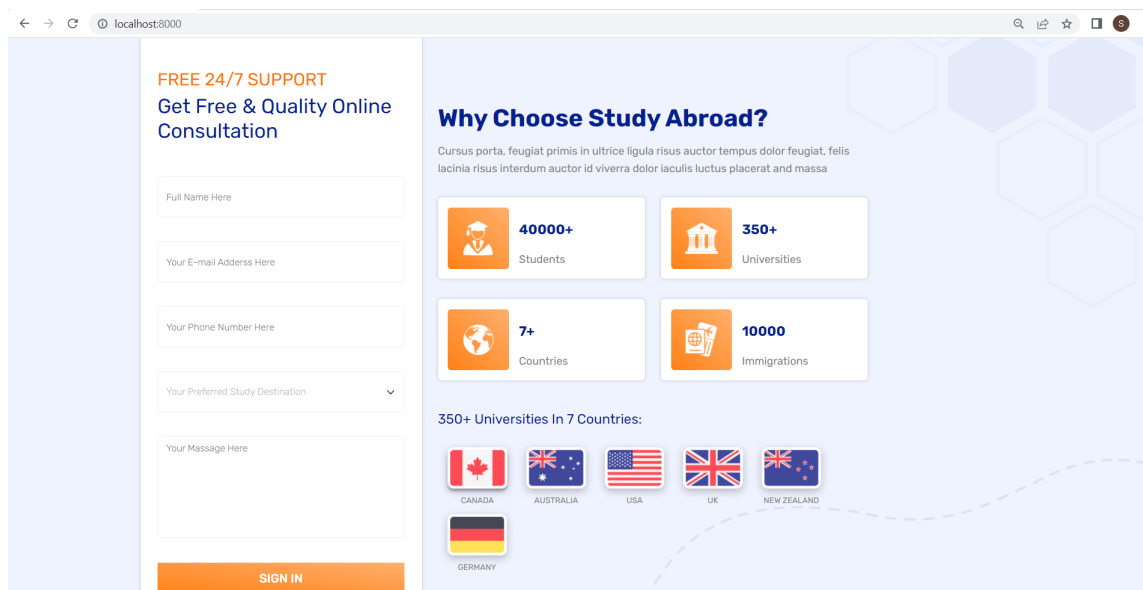 localhost:8000
S
FREE 24/7 SUPPORT
Get Free & Quality Online
Consultation
Full Name Here
Your E-mail Adderss Here
Your Phone Number Here
Your Preferred Study Destination
Your Massage Here
SIGN IN
Why Choose Study Abroad?
Cursus porta, feugiat primis in ultrice ligula risus auctor tempus dolor feugiat, felis
lacinia risus interdum auctor id viverra dolor iaculis luctus placerat and massa
40000+
Students
350+
Universities
7+
Countries
10000
Immigrations
350+ Universities In 7 Countries:
CANADA
AUSTRALIA
USA
UK
NEW ZEALAND
GERMANY